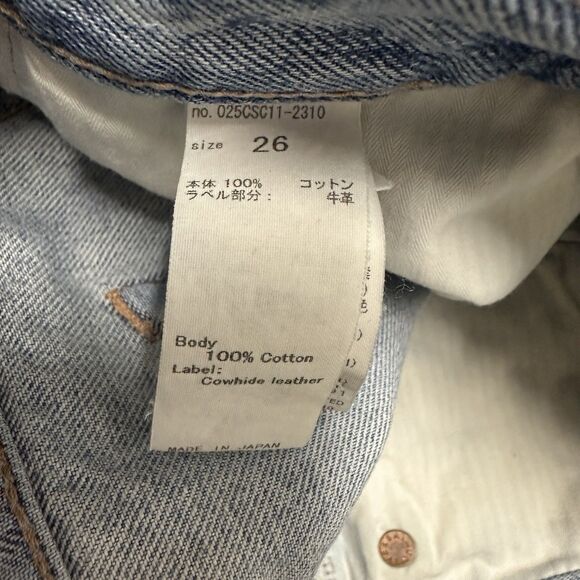 no. 025CSC11-2310
size 26
本体 100% コットン
ラベル部分： 牛革
Body
100% Cotton
Label:
Cowhide leather
MADE IN JAPAN